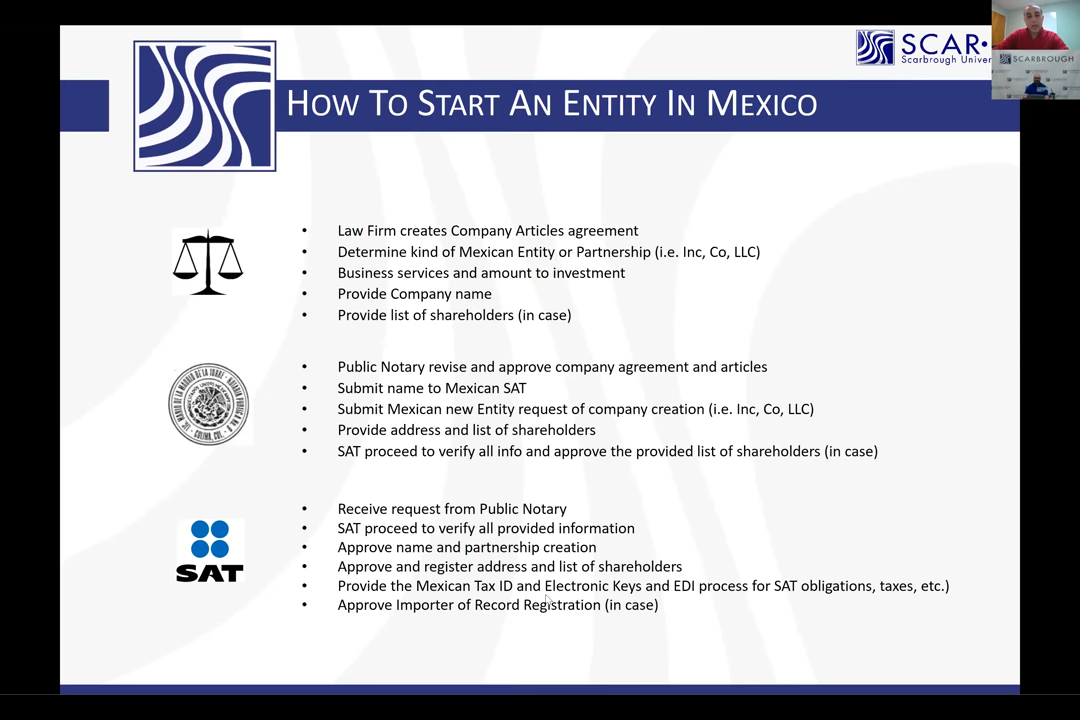 SCAR•
Scarbrough Univer
SCARBROUGH
HOW TO START AN ENTITY IN MEXICO
• Law Firm creates Company Articles agreement
• Determine kind of Mexican Entity or Partnership (i.e. Inc, Co, LLC)
• Business services and amount to investment
• Provide Company name
• Provide list of shareholders (in case)
• Public Notary revise and approve company agreement and articles
• Submit name to Mexican SAT
• Submit Mexican new Entity request of company creation (i.e. Inc, Co, LLC)
• Provide address and list of shareholders
• SAT proceed to verify all info and approve the provided list of shareholders (in case)
COLIMA, COL.
• Receive request from Public Notary
• SAT proceed to verify all provided information
• Approve name and partnership creation
• Approve and register address and list of shareholders
• Provide the Mexican Tax ID and Electronic Keys and EDI process for SAT obligations, taxes, etc.)
• Approve Importer of Record Registration (in case)
SAT